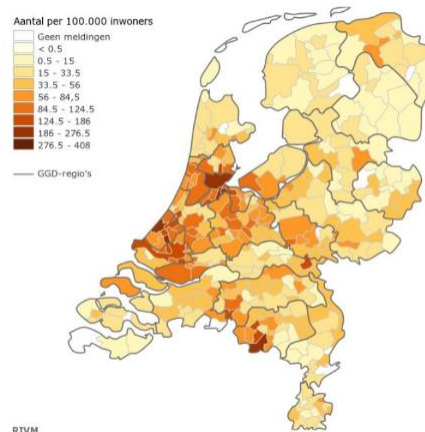 Aantal per 100.000 inwoners
Geen meldingen
< 0.5
0.5 - 15
15 - 33.5
33.5 - 56
56 - 84,5
84.5 - 124.5
124.5 - 186
186 - 276.5
276.5 - 408
GGD-regio's
RIVM